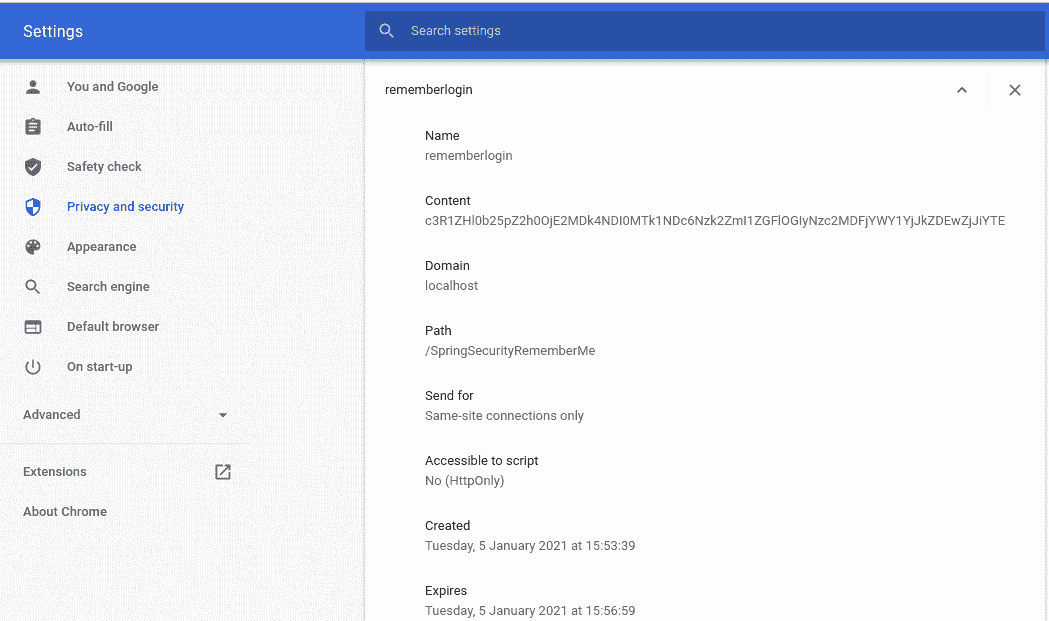 Settings
Search settings
You and Google
Auto-fill
Safety check
Privacy and security
Appearance
Search engine
Default browser
On start-up
Advanced
Extensions
About Chrome
rememberlogin
Name
rememberlogin
Content
c3R1ZHl0b25pZ2h0OjE2MDk4NDI0MTk1NDc6Nzk2ZmI1ZGFlOGIyNzc2MDFjYWY1YjJkZDEwZjJiYTE
Domain
localhost
Path
/SpringSecurityRememberMe
Send for
Same-site connections only
Accessible to script
No (HttpOnly)
Created
Tuesday, 5 January 2021 at 15:53:39
Expires
Tuesday, 5 January 2021 at 15:56:59